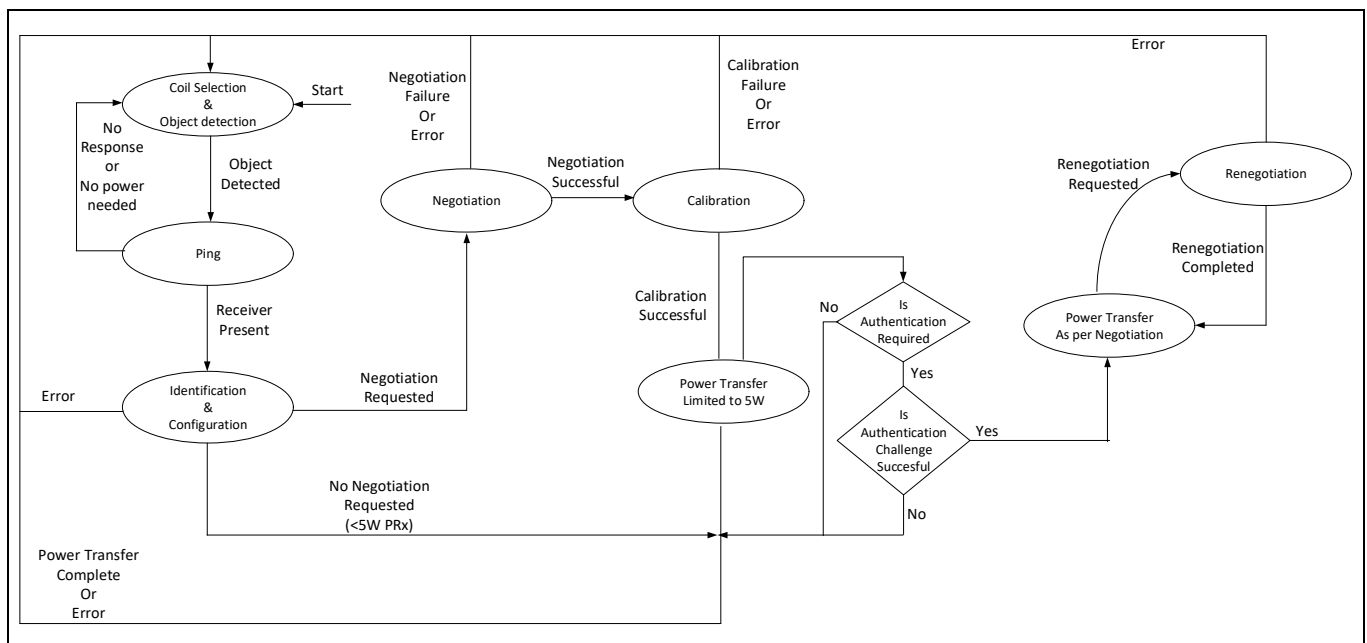 Error
Start
Coil Selection
&
Object detection
No
Response
or
No power
needed
Object
Detected
Negotiation
Failure
Or
Error
Calibration
Failure
Or
Error
Negotiation
Successful
Renegotiation
Requested
Renegotiation
Negotiation
Calibration
Ping
Renegotiation
Completed
Receiver
Present
Calibration
Successful
No
Is
Authentication
Required
Power Transfer
As per Negotiation
Error
Identification
&
Configuration
Negotiation
Requested
Power Transfer
Limited to 5W
Yes
Is
Authentication
Challenge
Succesful
Yes
No
No Negotiation
Requested
(<5W PRx)
Power Transfer
Complete
Or
Error